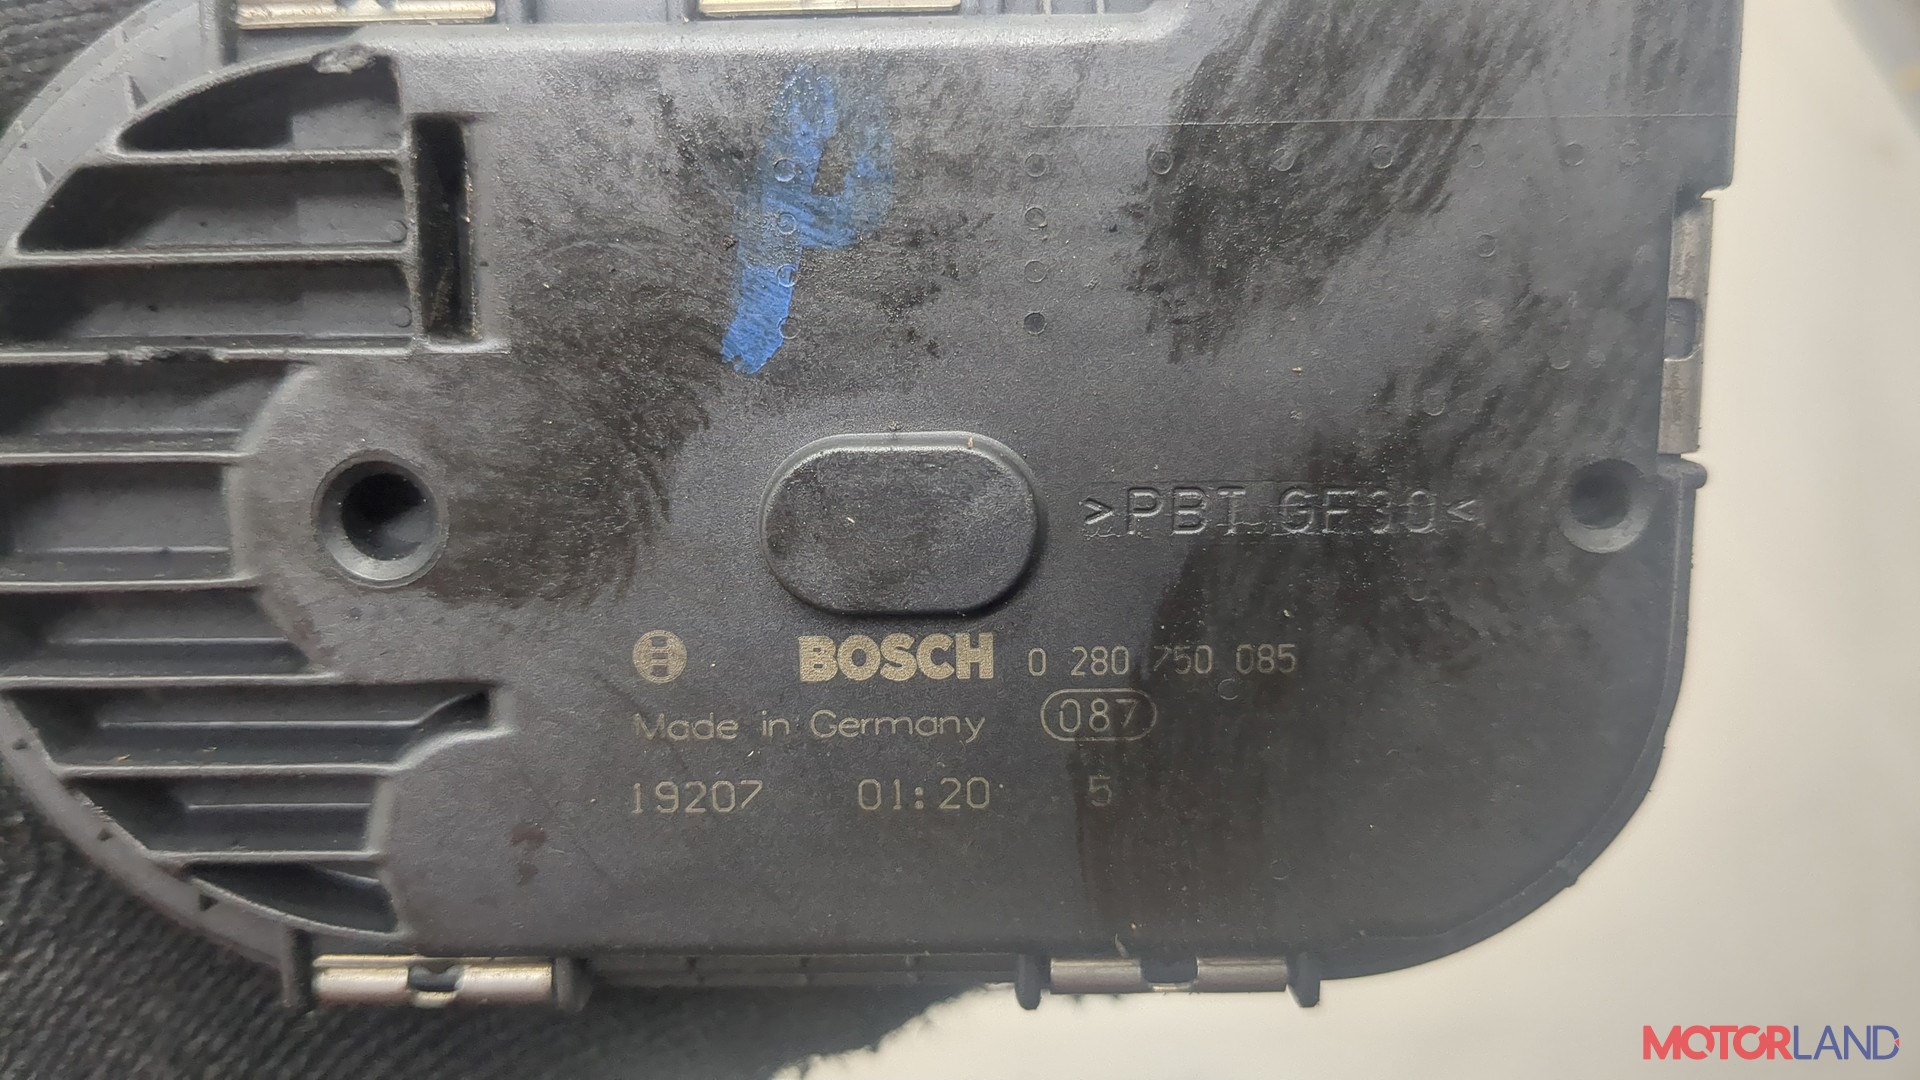 >PBT GF30<
BOSCH 0 280 750 085
Made in Germany 087
19207 01:20 5
MOTORLAND